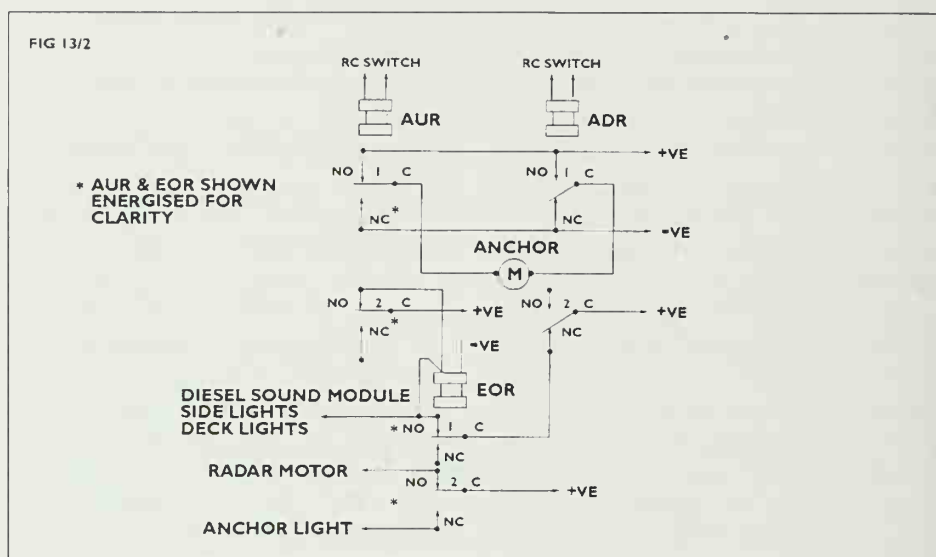 FIG 13/2
RC SWITCH RC SWITCH
AUR ADR
+VE
NO 1 C NO 1 C
* AUR & EOR SHOWN
ENERGISED FOR
CLARITY
NC * NC
-VE
ANCHOR
M
NO 2 C +VE NO 2 C +VE
NC * NC
-VE
EOR
DIESEL SOUND MODULE
SIDE LIGHTS
DECK LIGHTS
* NO 1 C
NC
RADAR MOTOR
NO 2 C +VE
*
NC
ANCHOR LIGHT